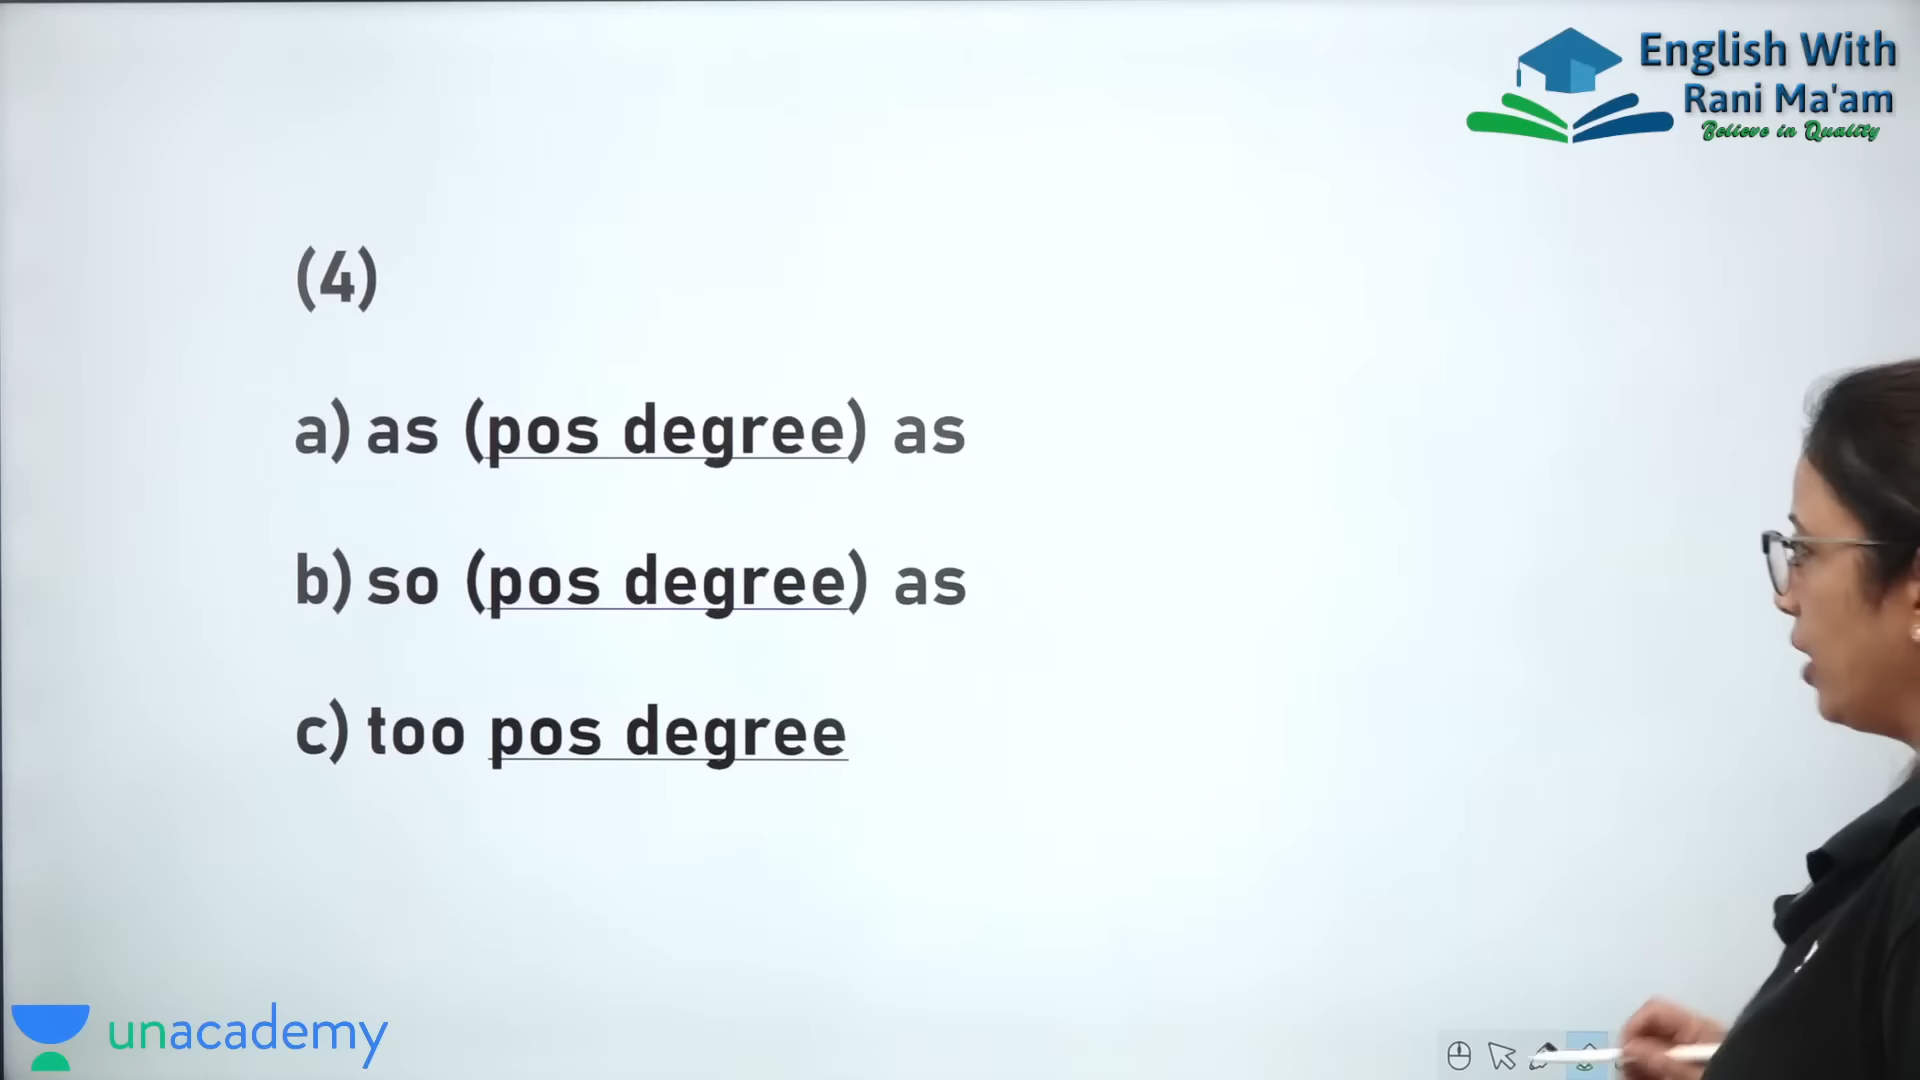 English With
Rani Ma'am
Believe in Quality
(4)
a) as (pos degree) as
b) so (pos degree) as
c) too pos degree
unacademy